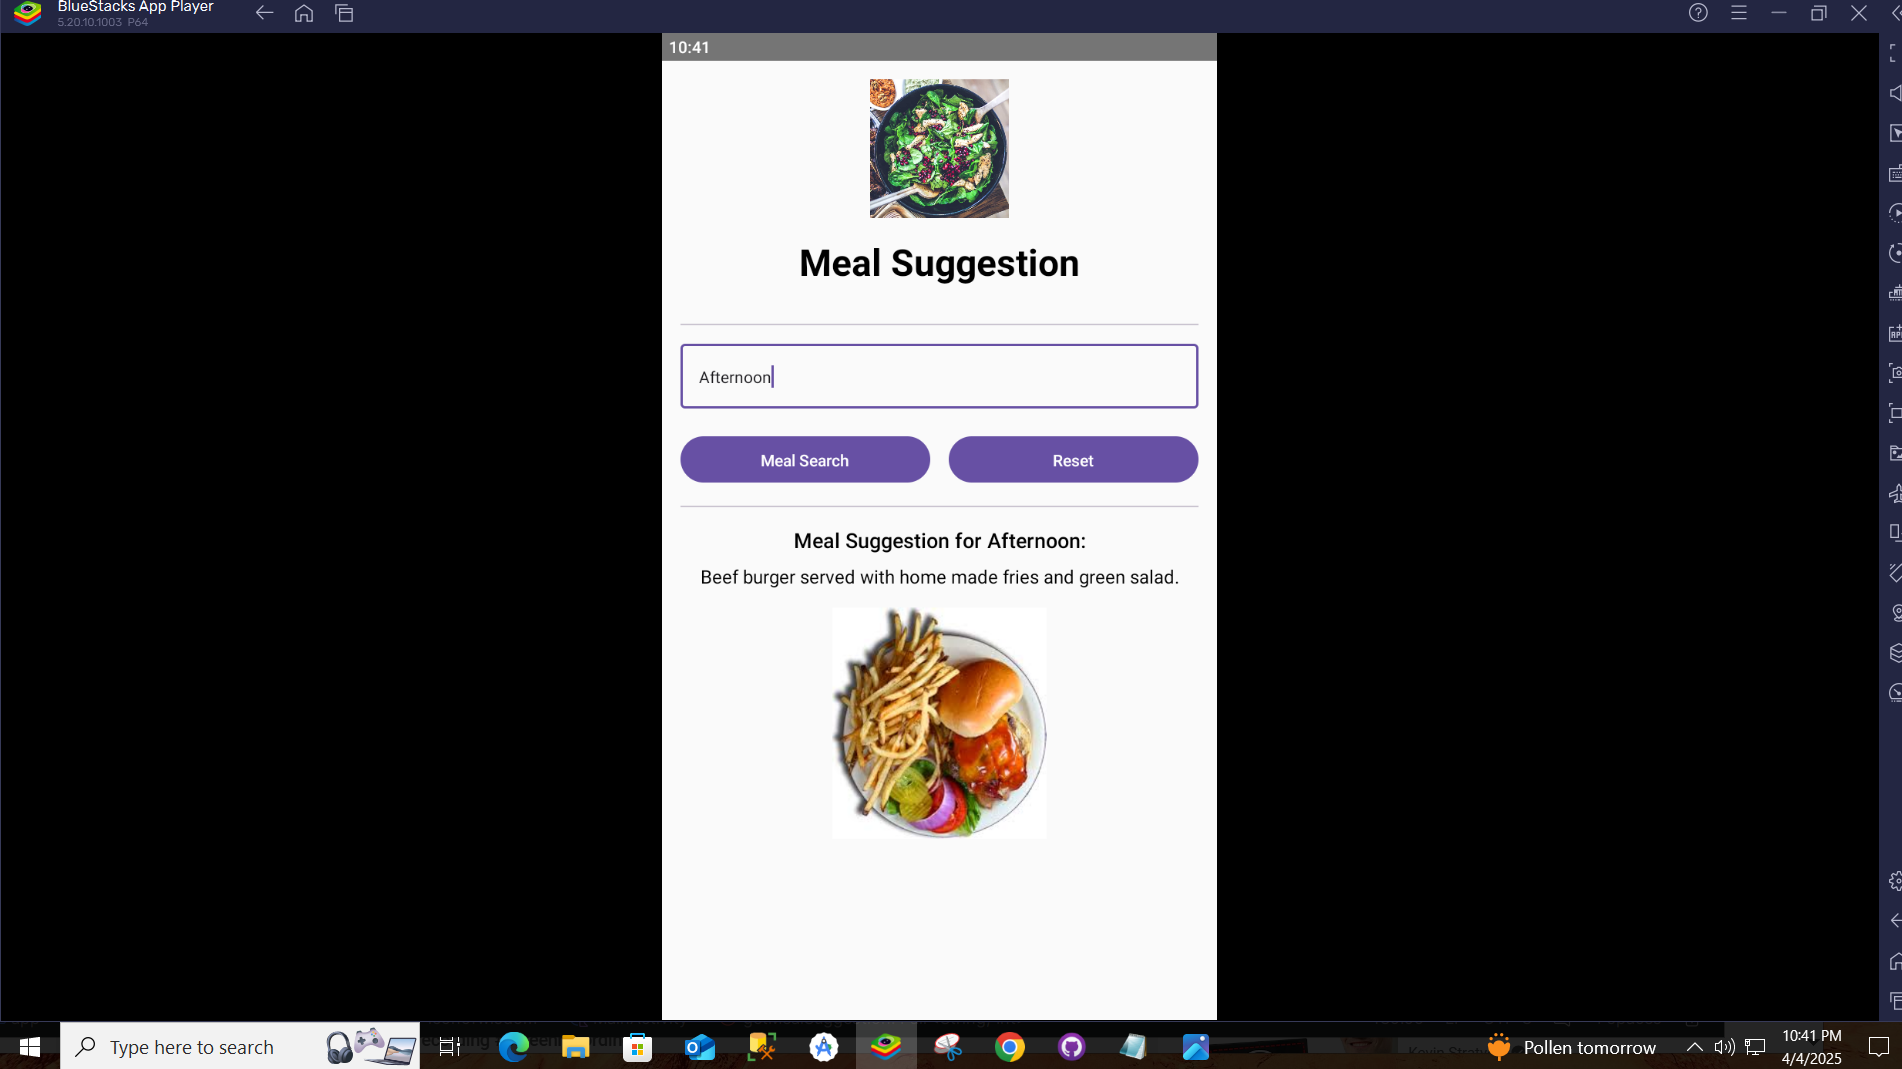 BlueStacks App Player
5.20.10.1003 P64
10:41
Meal Suggestion
Afternoon
Meal Search
Reset
Meal Suggestion for Afternoon:
Beef burger served with home made fries and green salad.
Type here to search
Pollen tomorrow
10:41 PM
4/4/2025